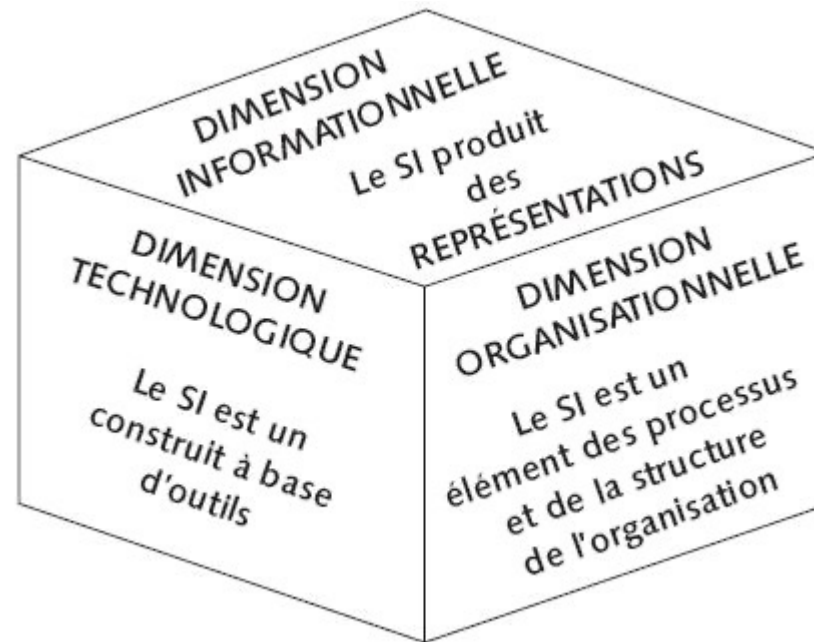 DIMENSION
INFORMATIONNELLE
Le SI produit
des
REPRÉSENTATIONS
DIMENSION
TECHNOLOGIQUE
Le SI est un
construit à base
d'outils
DIMENSION
ORGANISATIONNELLE
Le SI est un
élément des processus
et de la structure
de l'organisation